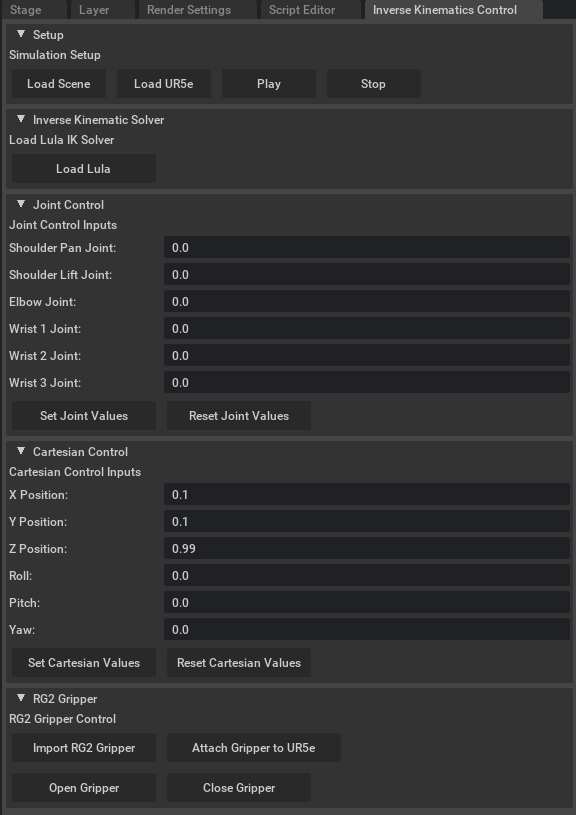 Stage Layer Render Settings Script Editor Inverse Kinematics Control
Setup
Simulation Setup
Load Scene Load UR5e Play Stop
Inverse Kinematic Solver
Load Lula IK Solver
Load Lula
Joint Control
Joint Control Inputs
Shoulder Pan Joint: 0.0
Shoulder Lift Joint: 0.0
Elbow Joint: 0.0
Wrist 1 Joint: 0.0
Wrist 2 Joint: 0.0
Wrist 3 Joint: 0.0
Set Joint Values Reset Joint Values
Cartesian Control
Cartesian Control Inputs
X Position: 0.1
Y Position: 0.1
Z Position: 0.99
Roll: 0.0
Pitch: 0.0
Yaw: 0.0
Set Cartesian Values Reset Cartesian Values
RG2 Gripper
RG2 Gripper Control
Import RG2 Gripper Attach Gripper to UR5e
Open Gripper Close Gripper